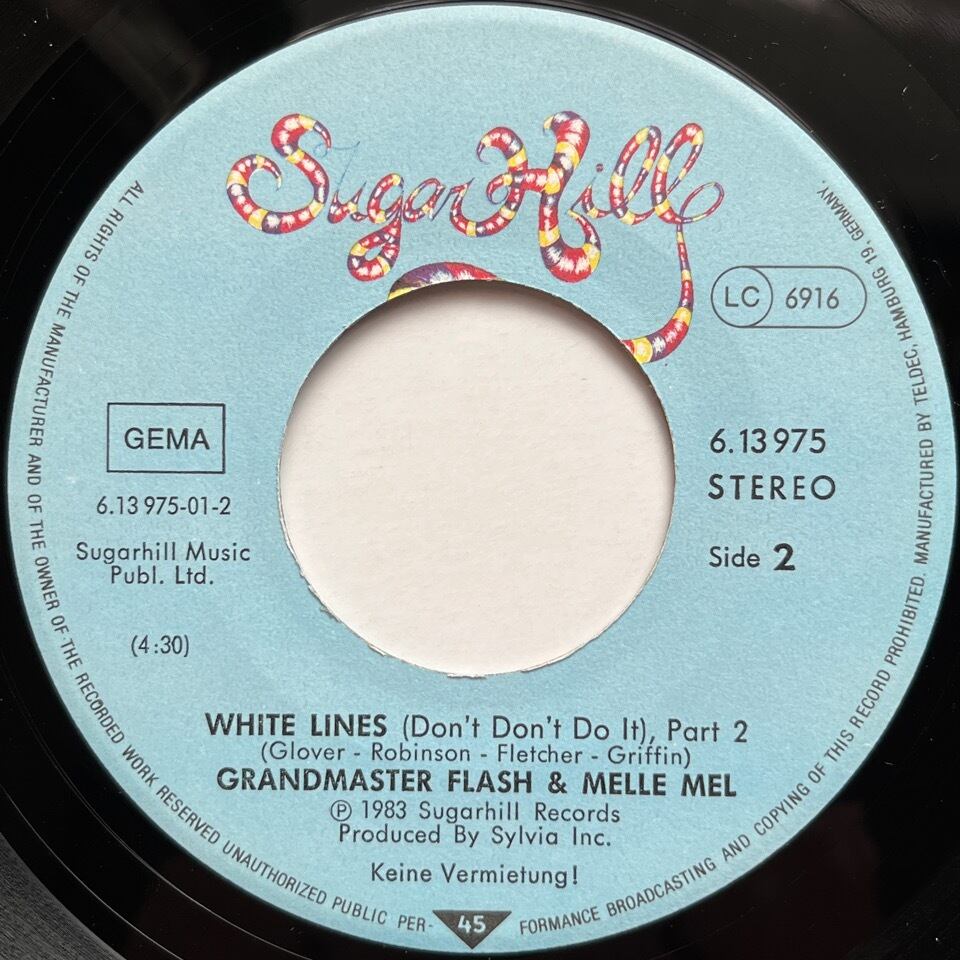 Sugar Hill
LC 6916
GEMA
6.13 975-01-2
Sugarhill Music
Publ. Ltd.
(4:30)
6.13 975
STEREO
Side 2
WHITE LINES (Don't Don't Do It), Part 2
(Glover - Robinson - Fletcher - Griffin)
GRANDMASTER FLASH & MELLE MEL
℗ 1983 Sugarhill Records
Produced By Sylvia Inc.
Keine Vermietung!
45
ALL RIGHTS OF THE MANUFACTURER AND OF THE OWNER OF THE RECORDED WORK RESERVED UNAUTHORIZED PUBLIC PER-FORMANCE BROADCASTING AND COPYING OF THIS RECORD PROHIBITED. MANUFACTURED BY TELDEC, HAMBURG 19, GERMANY.